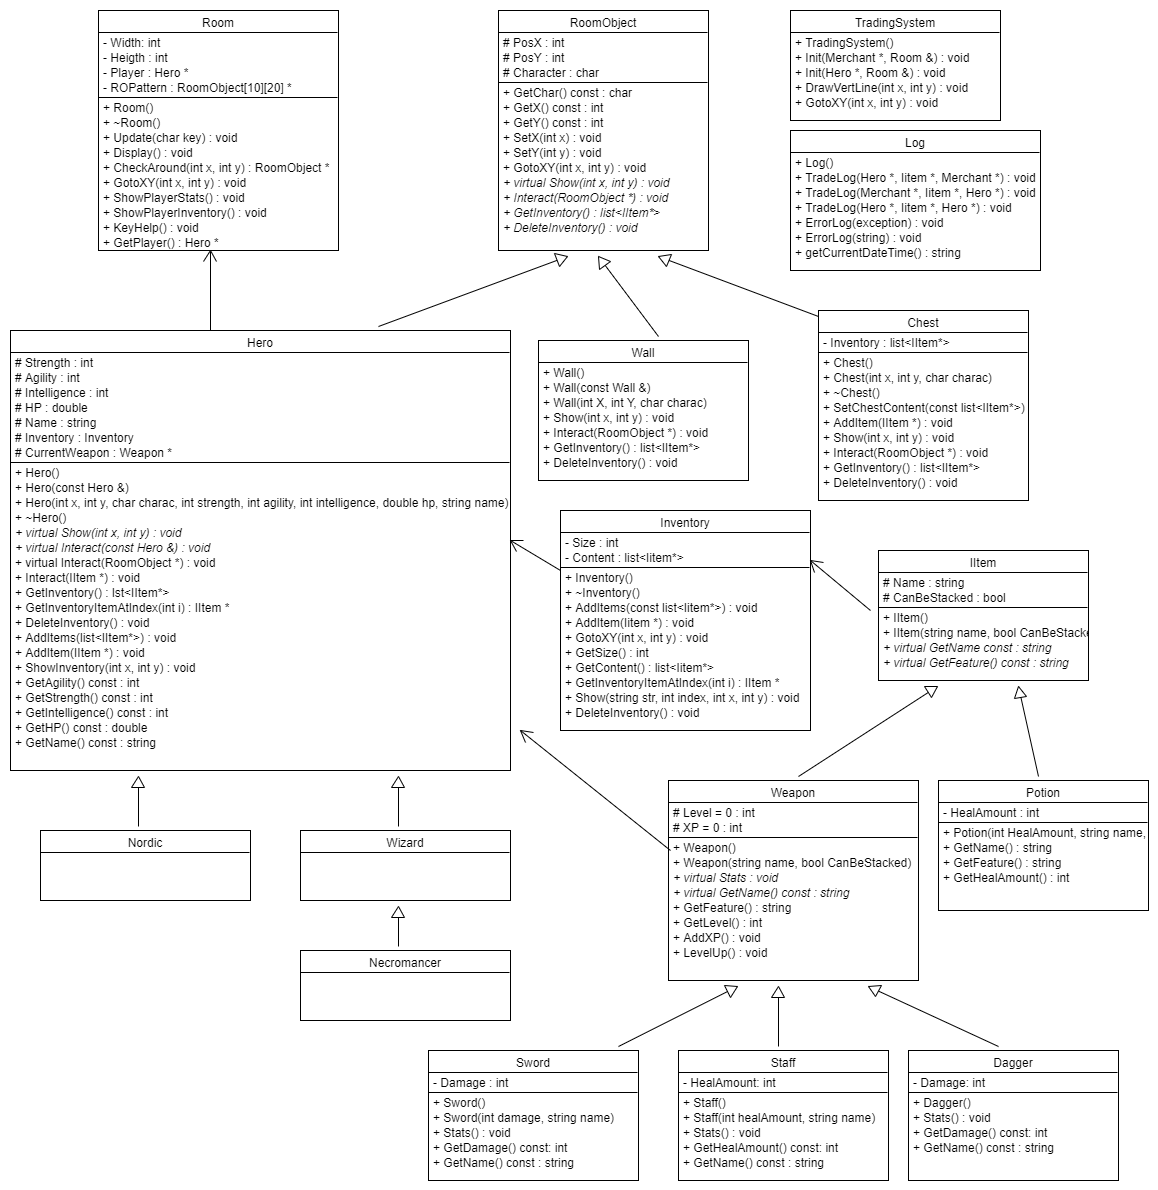 Room
- Width: int
- Heigth : int
- Player : Hero *
- ROPattern : RoomObject[10][20] *
+ Room()
+ ~Room()
+ Update(char key) : void
+ Display() : void
+ CheckAround(int x, int y) : RoomObject *
+ GotoXY(int x, int y) : void
+ ShowPlayerStats() : void
+ ShowPlayerInventory() : void
+ KeyHelp() : void
+ GetPlayer() : Hero *
RoomObject
# PosX : int
# PosY : int
# Character : char
+ GetChar() const : char
+ GetX() const : int
+ GetY() const : int
+ SetX(int x) : void
+ SetY(int y) : void
+ GotoXY(int x, int y) : void
+ virtual Show(int x, int y) : void
+ Interact(RoomObject *) : void
+ GetInventory() : list<IItem*>
+ DeleteInventory() : void
TradingSystem
+ TradingSystem()
+ Init(Merchant *, Room &) : void
+ Init(Hero *, Room &) : void
+ DrawVertLine(int x, int y) : void
+ GotoXY(int x, int y) : void
Log
+ Log()
+ TradeLog(Hero *, Iitem *, Merchant *) : void
+ TradeLog(Merchant *, Iitem *, Hero *) : void
+ TradeLog(Hero *, Iitem *, Hero *) : void
+ ErrorLog(exception) : void
+ ErrorLog(string) : void
+ getCurrentDateTime() : string
Hero
# Strength : int
# Agility : int
# Intelligence : int
# HP : double
# Name : string
# Inventory : Inventory
# CurrentWeapon : Weapon *
+ Hero()
+ Hero(const Hero &)
+ Hero(int x, int y, char charac, int strength, int agility, int intelligence, double hp, string name)
+ ~Hero()
+ virtual Show(int x, int y) : void
+ virtual Interact(const Hero &) : void
+ virtual Interact(RoomObject *) : void
+ Interact(IItem *) : void
+ GetInventory() : lst<IItem*>
+ GetInventoryItemAtIndex(int i) : IItem *
+ DeleteInventory() : void
+ AddItems(list<IItem*>) : void
+ AddItem(IItem *) : void
+ ShowInventory(int x, int y) : void
+ GetAgility() const : int
+ GetStrength() const : int
+ GetIntelligence() const : int
+ GetHP() const : double
+ GetName() const : string
Wall
+ Wall()
+ Wall(const Wall &)
+ Wall(int X, int Y, char charac)
+ Show(int x, int y) : void
+ Interact(RoomObject *) : void
+ GetInventory() : list<IItem*>
+ DeleteInventory() : void
Chest
- Inventory : list<IItem*>
+ Chest()
+ Chest(int x, int y, char charac)
+ ~Chest()
+ SetChestContent(const list<IItem*>)
+ AddItem(IItem *) : void
+ Show(int x, int y) : void
+ Interact(RoomObject *) : void
+ GetInventory() : list<IItem*>
+ DeleteInventory() : void
Inventory
- Size : int
- Content : list<Iitem*>
+ Inventory()
+ ~Inventory()
+ AddItems(const list<Iitem*>) : void
+ AddItem(Iitem *) : void
+ GotoXY(int x, int y) : void
+ GetSize() : int
+ GetContent() : list<Iitem*>
+ GetInventoryItemAtIndex(int i) : IItem *
+ Show(string str, int index, int x, int y) : void
+ DeleteInventory() : void
IItem
# Name : string
# CanBeStacked : bool
+ IItem()
+ IItem(string name, bool CanBeStack
+ virtual GetName const : string
+ virtual GetFeature() const : string
Weapon
# Level = 0 : int
# XP = 0 : int
+ Weapon()
+ Weapon(string name, bool CanBeStacked)
+ virtual Stats : void
+ virtual GetName() const : string
+ GetFeature() : string
+ GetLevel() : int
+ AddXP() : void
+ LevelUp() : void
Potion
- HealAmount : int
+ Potion(int HealAmount, string name,
+ GetName() : string
+ GetFeature() : string
+ GetHealAmount() : int
Nordic
Wizard
Necromancer
Sword
- Damage : int
+ Sword()
+ Sword(int damage, string name)
+ Stats() : void
+ GetDamage() const: int
+ GetName() const : string
Staff
- HealAmount: int
+ Staff()
+ Staff(int healAmount, string name)
+ Stats() : void
+ GetHealAmount() const: int
+ GetName() const : string
Dagger
- Damage: int
+ Dagger()
+ Stats() : void
+ GetDamage() const: int
+ GetName() const : string